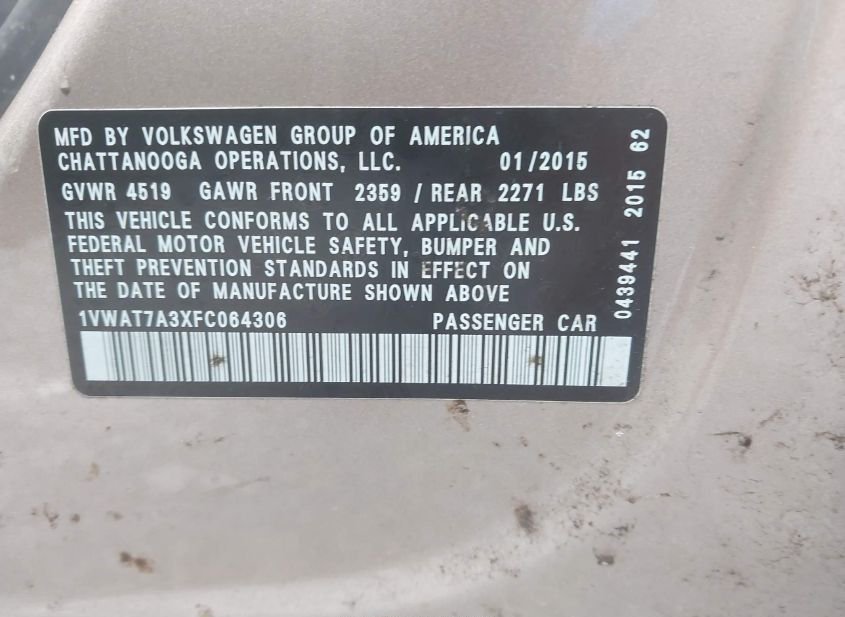 MFD BY VOLKSWAGEN GROUP OF AMERICA
CHATTANOOGA OPERATIONS, LLC. 01/2015
GVWR 4519 GAWR FRONT 2359 / REAR 2271 LBS
THIS VEHICLE CONFORMS TO ALL APPLICABLE U.S.
FEDERAL MOTOR VEHICLE SAFETY, BUMPER AND
THEFT PREVENTION STANDARDS IN EFFECT ON
THE DATE OF MANUFACTURE SHOWN ABOVE
1VWAT7A3XFC064306 PASSENGER CAR
0439441 2015 62